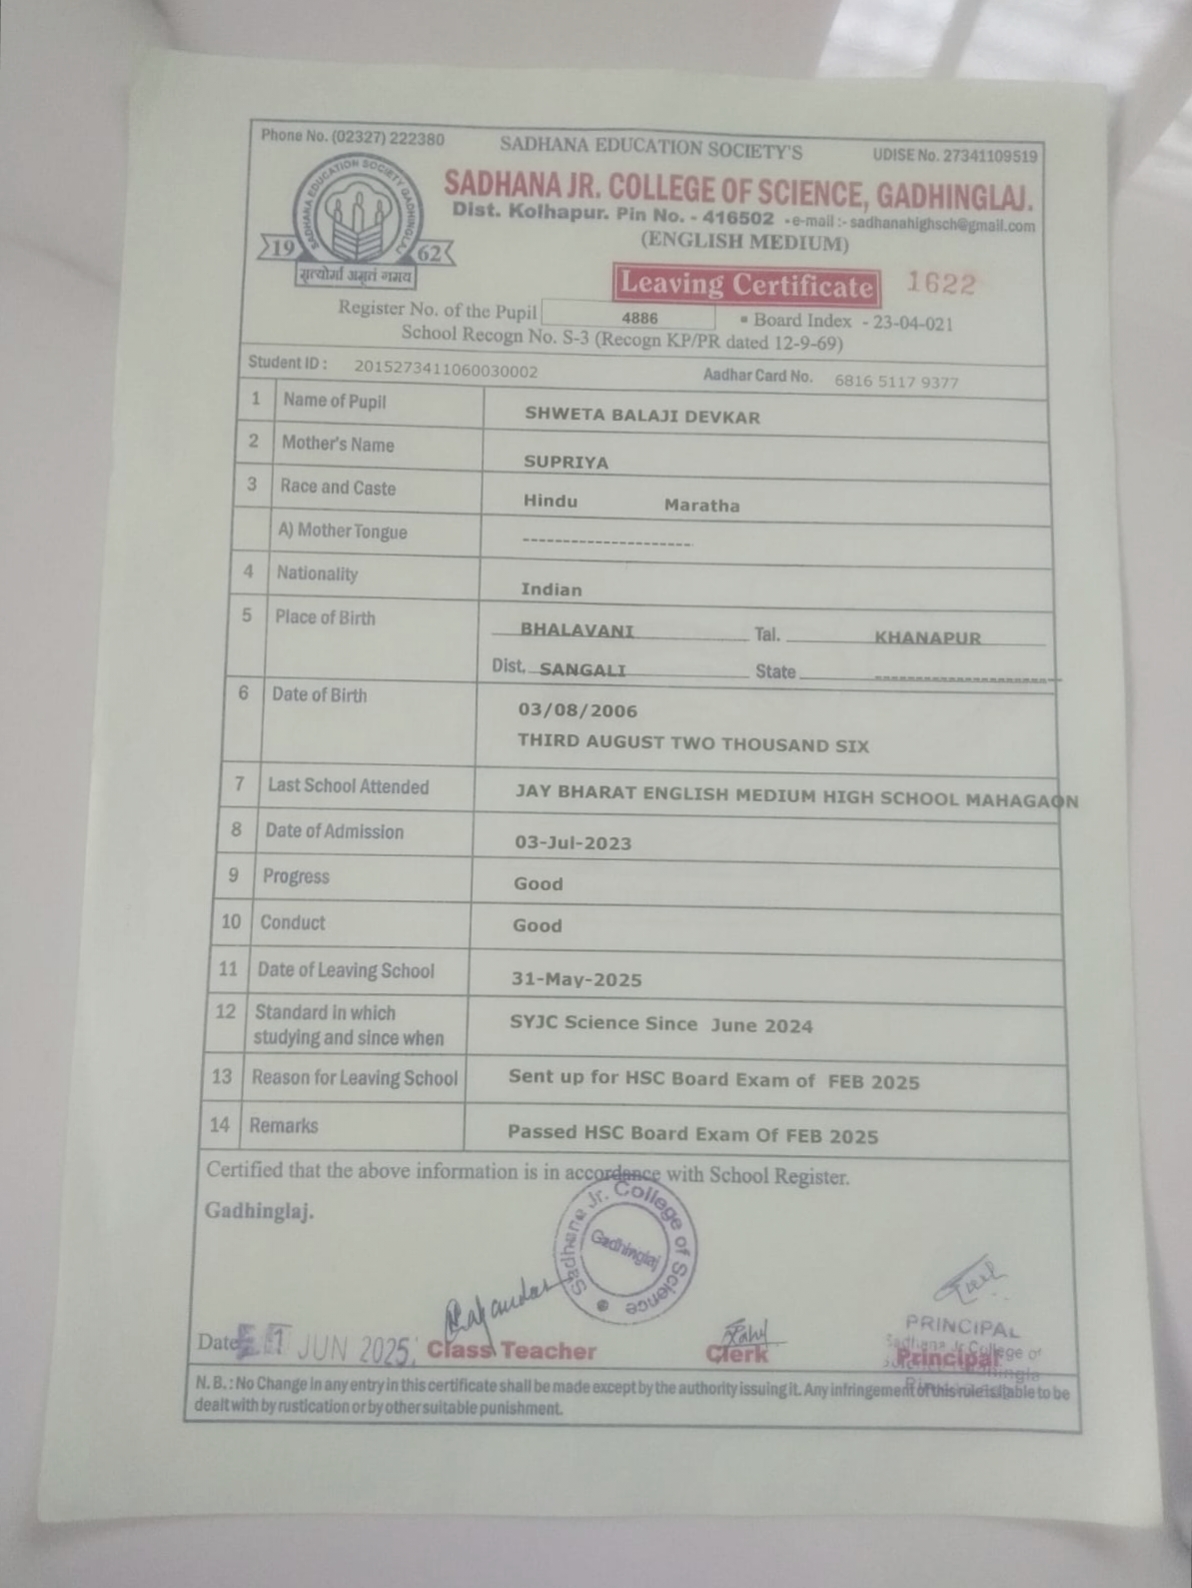 Phone No. (02327) 222380
SADHANA EDUCATION SOCIETY'S
UDISE No. 27341109519
SADHANA EDUCATION SOCIETY GADHINGLAJ
19 62
SADHANA JR. COLLEGE OF SCIENCE, GADHINGLAJ.
Dist. Kolhapur. Pin No. - 416502 - e-mail :- sadhanahighsch@gmail.com
(ENGLISH MEDIUM)
Leaving Certificate 1622
Register No. of the Pupil 4886 ▪ Board Index - 23-04-021
School Recogn No. S-3 (Recogn KP/PR dated 12-9-69)
Student ID : 2015273411060030002 Aadhar Card No. 6816 5117 9377
1 Name of Pupil SHWETA BALAJI DEVKAR
2 Mother's Name SUPRIYA
3 Race and Caste Hindu Maratha
A) Mother Tongue ---------------------
4 Nationality Indian
5 Place of Birth BHALAVANI Tal. KHANAPUR
Dist. SANGALI State ---------------------
6 Date of Birth 03/08/2006
THIRD AUGUST TWO THOUSAND SIX
7 Last School Attended JAY BHARAT ENGLISH MEDIUM HIGH SCHOOL MAHAGAON
8 Date of Admission 03-Jul-2023
9 Progress Good
10 Conduct Good
11 Date of Leaving School 31-May-2025
12 Standard in which SYJC Science Since June 2024
studying and since when
13 Reason for Leaving School Sent up for HSC Board Exam of FEB 2025
14 Remarks Passed HSC Board Exam Of FEB 2025
Certified that the above information is in accordance with School Register.
Gadhinglaj.
Sadhana Jr. College of Science
Gadhinglaj
PRINCIPAL
Sadhana Jr College of
Date JUN 2025. Class Teacher Clerk Principal
N. B. : No Change in any entry in this certificate shall be made except by the authority issuing it. Any infringement of this rule is liable to be
dealt with by rustication or by other suitable punishment.